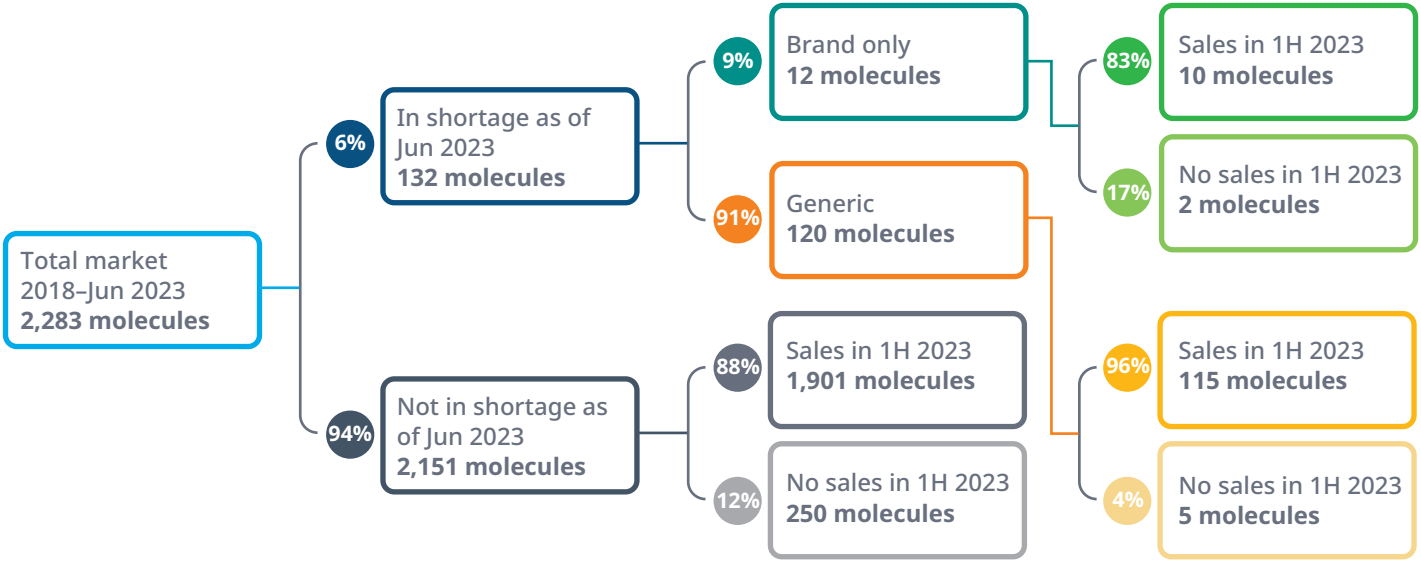 Total market
2018–Jun 2023
2,283 molecules
6%
In shortage as of
Jun 2023
132 molecules
94%
Not in shortage as
of Jun 2023
2,151 molecules
9%
Brand only
12 molecules
91%
Generic
120 molecules
88%
Sales in 1H 2023
1,901 molecules
12%
No sales in 1H 2023
250 molecules
83%
Sales in 1H 2023
10 molecules
17%
No sales in 1H 2023
2 molecules
96%
Sales in 1H 2023
115 molecules
4%
No sales in 1H 2023
5 molecules